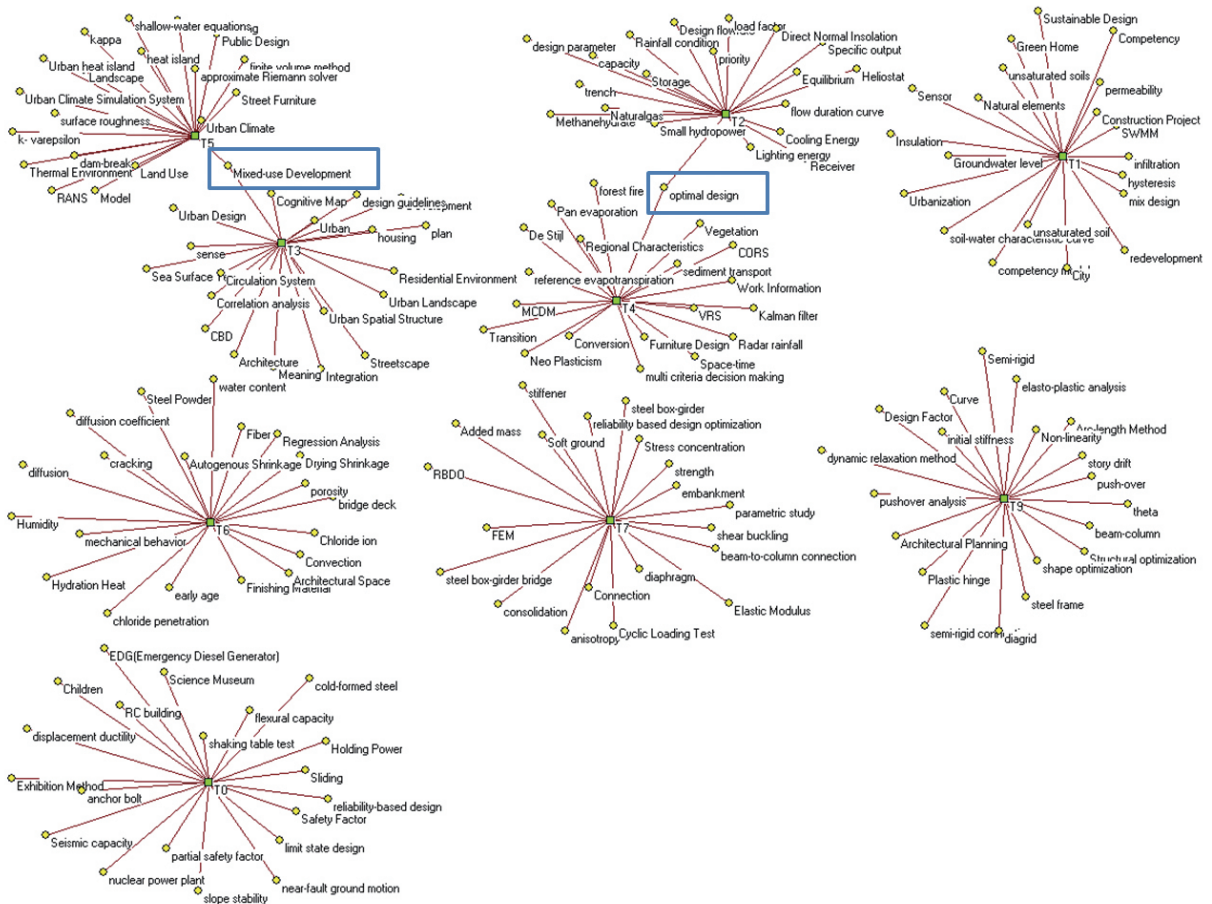 shallow-water equations
kappa
Public Design
heat island
Urban heat island
finite volume method
Landscape
approximate Riemann solver
Urban Climate Simulation System
Street Furniture
surface roughness
Urban Climate
k- varepsilon
T5
dam-break
Thermal Environment
Land Use
Mixed-use Development
RANS
Model
Cognitive Map
design guidelines
Urban Design
Urban
housing
plan
sense
T3
Sea Surface
Circulation System
Residential Environment
Correlation analysis
Urban Landscape
CBD
Urban Spatial Structure
Architecture
Streetscape
Meaning
Integration
load factor
Design
Direct Normal Insolation
design parameter
Rainfall condition
Specific output
capacity
priority
Storage
Equilibrium
Heliostat
trench
flow duration curve
Naturalgas
Methanehydrate
T2
Small hydropower
Cooling Energy
Lighting energy
Receiver
optimal design
forest fire
Pan evaporation
De Stijl
Vegetation
Regional Characteristics
CORS
sediment transport
reference evapotranspiration
Work Information
MCDM
T4
VRS
Kalman filter
Transition
Conversion
Furniture Design
Radar rainfall
Neo Plasticism
Space-time
multi criteria decision making
Sustainable Design
Competency
Green Home
unsaturated soils
permeability
Sensor
Natural elements
Construction Project
SWMM
Insulation
Groundwater level
T1
infiltration
hysteresis
Urbanization
mix design
unsaturated soil
soil-water characteristic curve
redevelopment
competency
City
water content
Steel Powder
diffusion coefficient
Fiber
Regression Analysis
cracking
Autogenous Shrinkage
Drying Shrinkage
diffusion
porosity
bridge deck
Humidity
T6
mechanical behavior
Chloride ion
Convection
Hydration Heat
Architectural Space
early age
Finishing Material
chloride penetration
stiffener
steel box-girder
reliability based design optimization
Added mass
Soft ground
Stress concentration
RBDO
strength
embankment
parametric study
FEM
T7
shear buckling
beam-to-column connection
steel box-girder bridge
diaphragm
Connection
consolidation
Elastic Modulus
anisotropy
Cyclic Loading Test
Semi-rigid
elasto-plastic analysis
Curve
Design Factor
Arc-length Method
initial stiffness
Non-linearity
dynamic relaxation method
story drift
push-over
pushover analysis
T9
theta
beam-column
Architectural Planning
Structural optimization
Plastic hinge
shape optimization
steel frame
semi-rigid
diagrid
EDG(Emergency Diesel Generator)
Science Museum
Children
cold-formed steel
RC building
flexural capacity
displacement ductility
shaking table test
Holding Power
Sliding
Exhibition Method
T0
anchor bolt
reliability-based design
Safety Factor
Seismic capacity
limit state design
partial safety factor
nuclear power plant
near-fault ground motion
slope stability